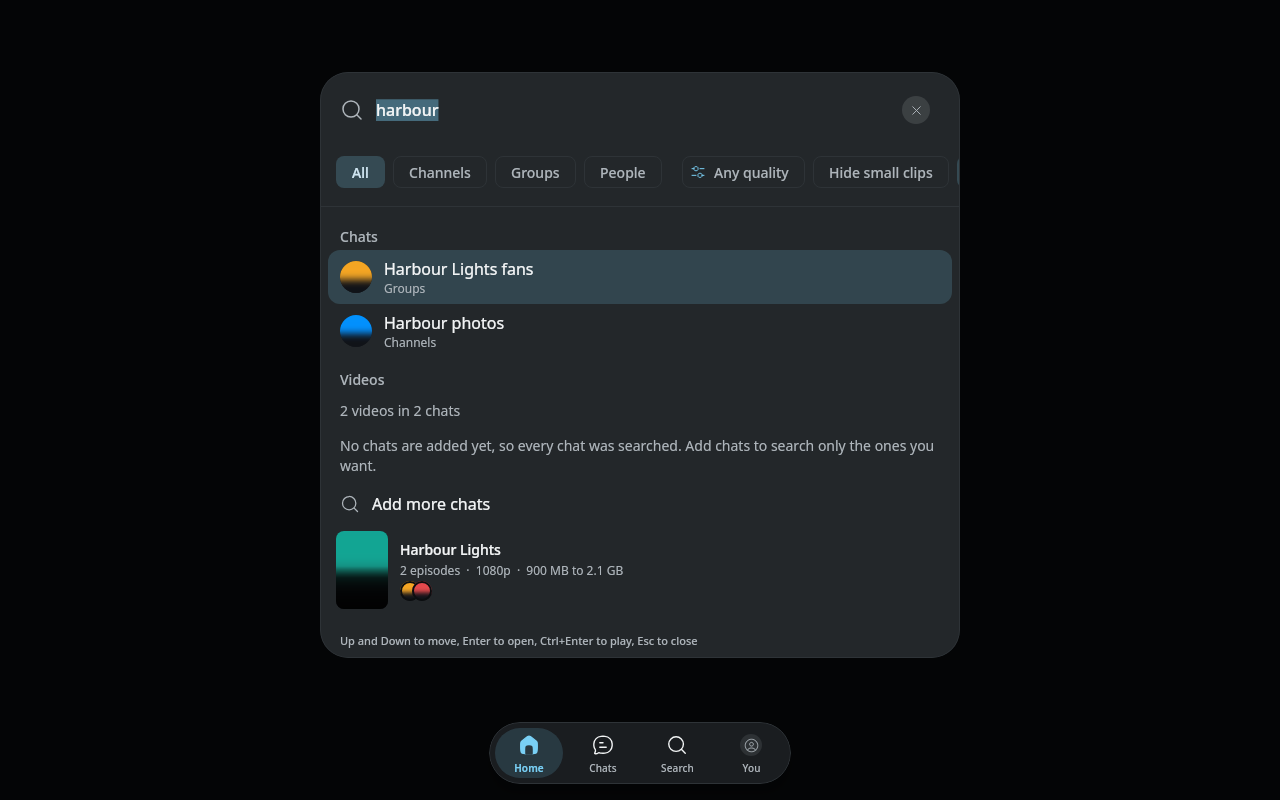 harbour
All
Channels
Groups
People
Any quality
Hide small clips
Chats
Harbour Lights fans
Groups
Harbour photos
Channels
Videos
2 videos in 2 chats
No chats are added yet, so every chat was searched. Add chats to search only the ones you
want.
Add more chats
Harbour Lights
2 episodes · 1080p · 900 MB to 2.1 GB
Up and Down to move, Enter to open, Ctrl+Enter to play, Esc to close
Home
Chats
Search
You